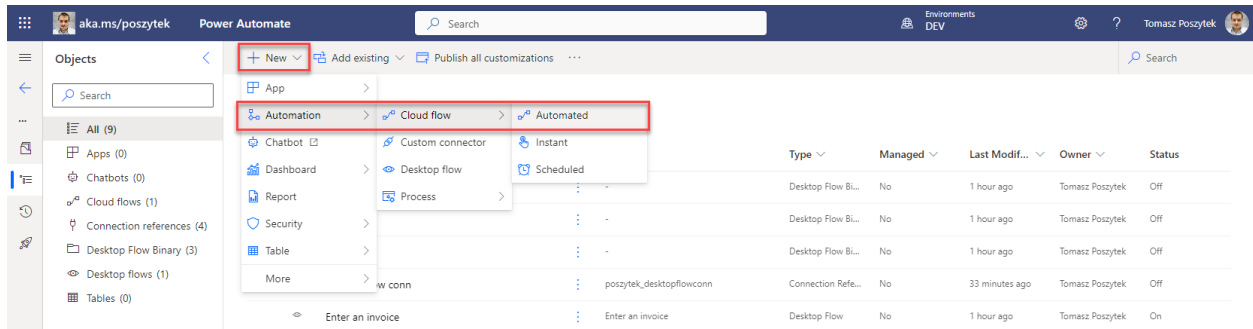 aka.ms/poszytek Power Automate Search Environments DEV ? Tomasz Poszytek
Objects
Search
All (9)
Apps (0)
Chatbots (0)
Cloud flows (1)
Connection references (4)
Desktop Flow Binary (3)
Desktop flows (1)
Tables (0)
New Add existing Publish all customizations ... Search
App
Automation
Chatbot
Dashboard
Report
Security
Table
More
Cloud flow
Custom connector
Desktop flow
Process
Automated
Instant
Scheduled
Type Managed Last Modif... Owner Status
- Desktop Flow Bi... No 1 hour ago Tomasz Poszytek Off
- Desktop Flow Bi... No 1 hour ago Tomasz Poszytek Off
- Desktop Flow Bi... No 1 hour ago Tomasz Poszytek Off
conn poszytek_desktopflowconn Connection Refe... No 33 minutes ago Tomasz Poszytek Off
Enter an invoice Enter an invoice Desktop Flow No 1 hour ago Tomasz Poszytek On